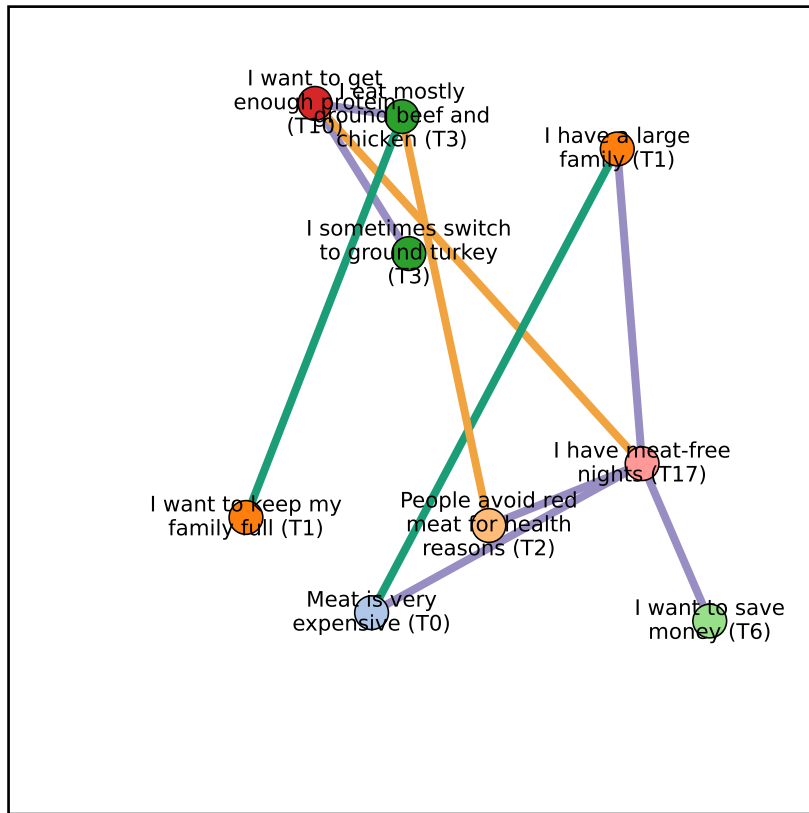 I want to get
enough protein
(T10)
I eat mostly
ground beef and
chicken (T3)
I have a large
family (T1)
I sometimes switch
to ground turkey
(T3)
I have meat-free
nights (T17)
I want to keep my
family full (T1)
People avoid red
meat for health
reasons (T2)
Meat is very
expensive (T0)
I want to save
money (T6)